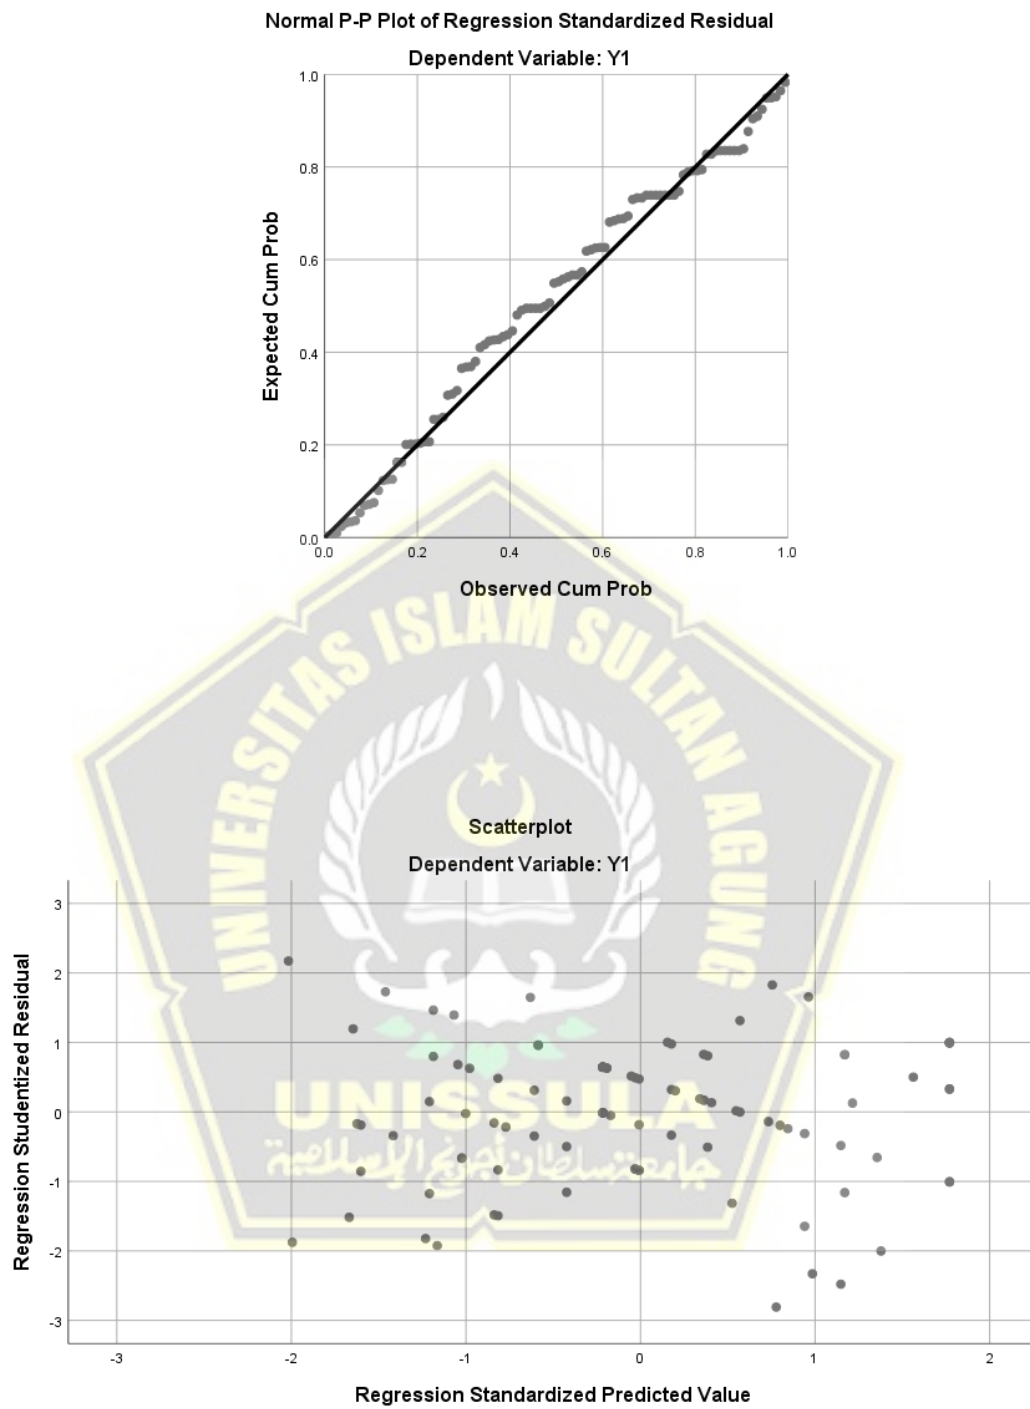 Normal P-P Plot of Regression Standardized Residual
Dependent Variable: Y1
Expected Cum Prob
1.0
0.8
0.6
0.4
0.2
0.0
0.0 0.2 0.4 0.6 0.8 1.0
Observed Cum Prob
UNIVERSITAS ISLAM SULTAN AGUNG
Scatterplot
Dependent Variable: Y1
Regression Studentized Residual
3
2
1
0
-1
-2
-3
UNISSULA
جامعة سلطان أجونج الإسلامية
-3 -2 -1 0 1 2
Regression Standardized Predicted Value